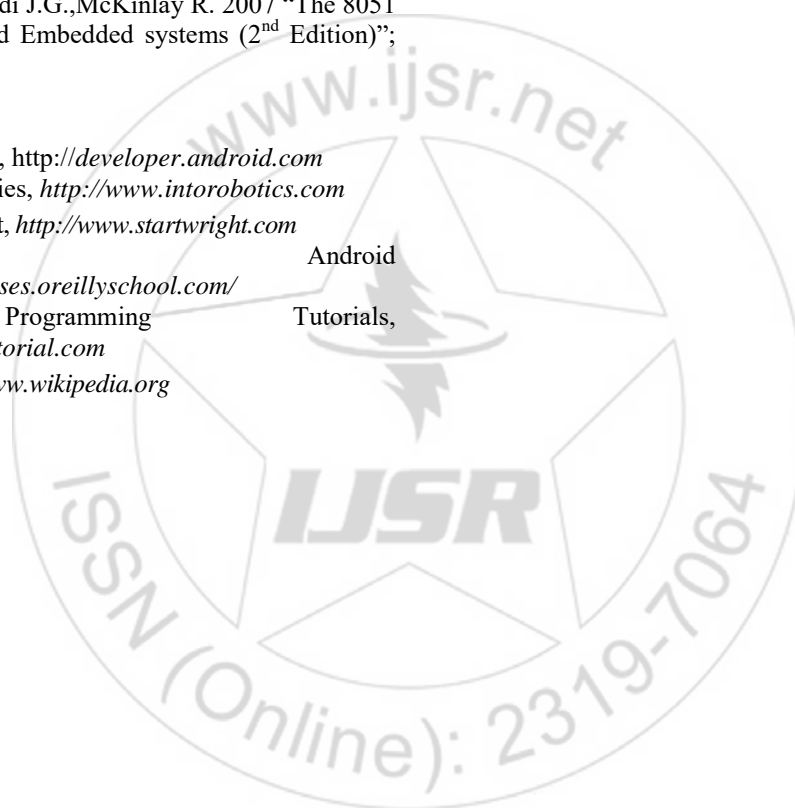 di J.G.,McKinlay R. 2007 “The 8051
d Embedded systems (2nd Edition)”;
, http://developer.android.com
ies, http://www.intorobotics.com
t, http://www.startwright.com
Android
ses.oreillyschool.com/
Programming Tutorials,
torial.com
ww.wikipedia.org
www.ijsr.net
IJSR
ISSN (Online): 2319-7064